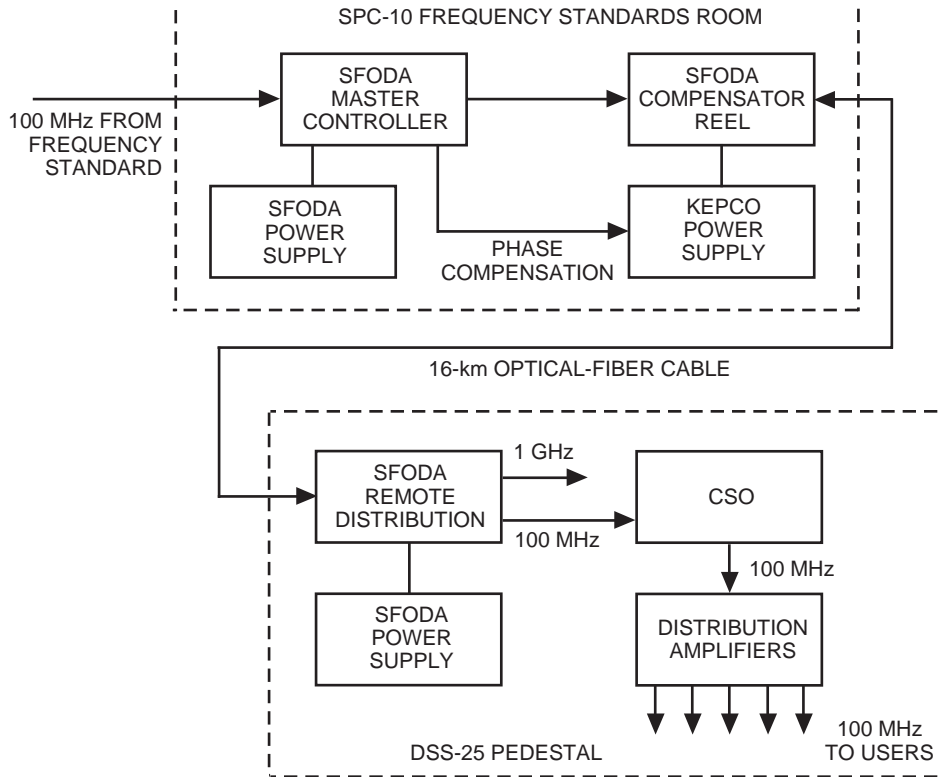 SPC-10 FREQUENCY STANDARDS ROOM
100 MHz FROM
FREQUENCY
STANDARD
SFODA
MASTER
CONTROLLER
SFODA
COMPENSATOR
REEL
SFODA
POWER
SUPPLY
PHASE
COMPENSATION
KEPCO
POWER
SUPPLY
16-km OPTICAL-FIBER CABLE
SFODA
REMOTE
DISTRIBUTION
1 GHz
100 MHz
CSO
100 MHz
SFODA
POWER
SUPPLY
DISTRIBUTION
AMPLIFIERS
DSS-25 PEDESTAL
100 MHz
TO USERS